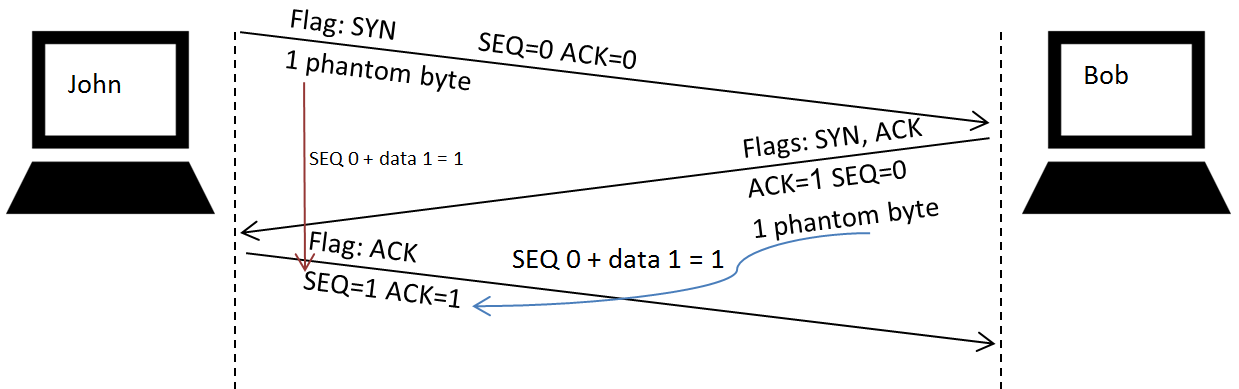 Flag: SYN
SEQ=0 ACK=0
1 phantom byte
John
Bob
Flags: SYN, ACK
SEQ 0 + data 1 = 1
ACK=1 SEQ=0
1 phantom byte
Flag: ACK
SEQ 0 + data 1 = 1
SEQ=1 ACK=1